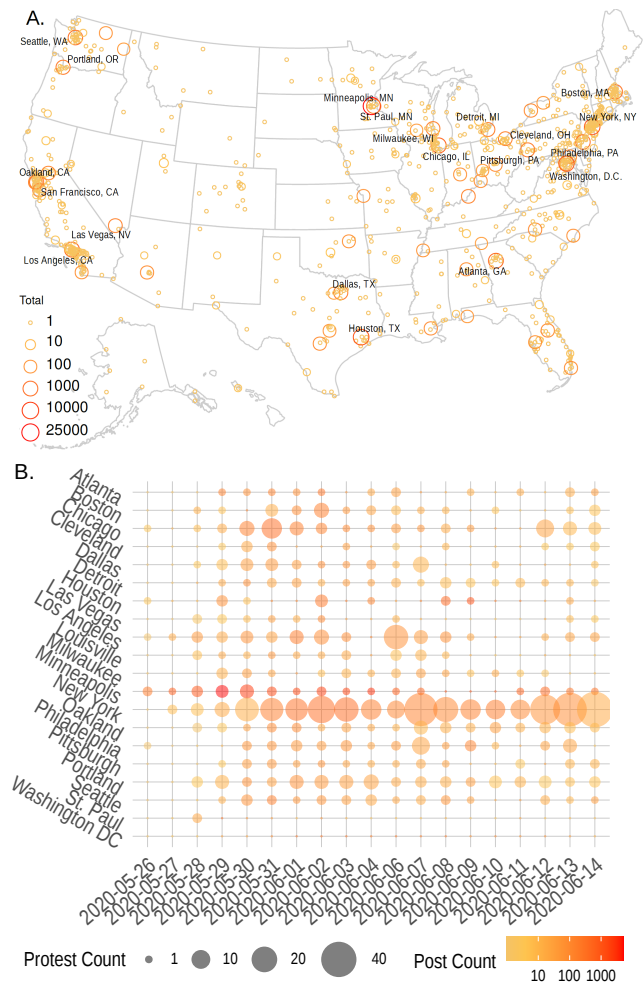 A.
Seattle, WA
Portland, OR
Minneapolis, MN
St. Paul, MN
Milwaukee, WI
Detroit, MI
Chicago, IL
Boston, MA
New York, NY
Cleveland, OH
Philadelphia, PA
Pittsburgh, PA
Washington, D.C.
Oakland, CA
San Francisco, CA
Las Vegas, NV
Los Angeles, CA
Atlanta, GA
Dallas, TX
Houston, TX
Total
1
10
100
1000
10000
25000
B.
Atlanta
Boston
Chicago
Cleveland
Dallas
Detroit
Houston
Las Vegas
Los Angeles
Louisville
Milwaukee
Minneapolis
New York
Oakland
Philadelphia
Pittsburgh
Portland
Seattle
St. Paul
Washington DC
2020-05-26
2020-05-27
2020-05-28
2020-05-29
2020-05-30
2020-05-31
2020-06-01
2020-06-02
2020-06-03
2020-06-04
2020-06-06
2020-06-07
2020-06-08
2020-06-09
2020-06-10
2020-06-11
2020-06-12
2020-06-13
2020-06-14
Protest Count 1 10 20 40 Post Count
10 100 1000